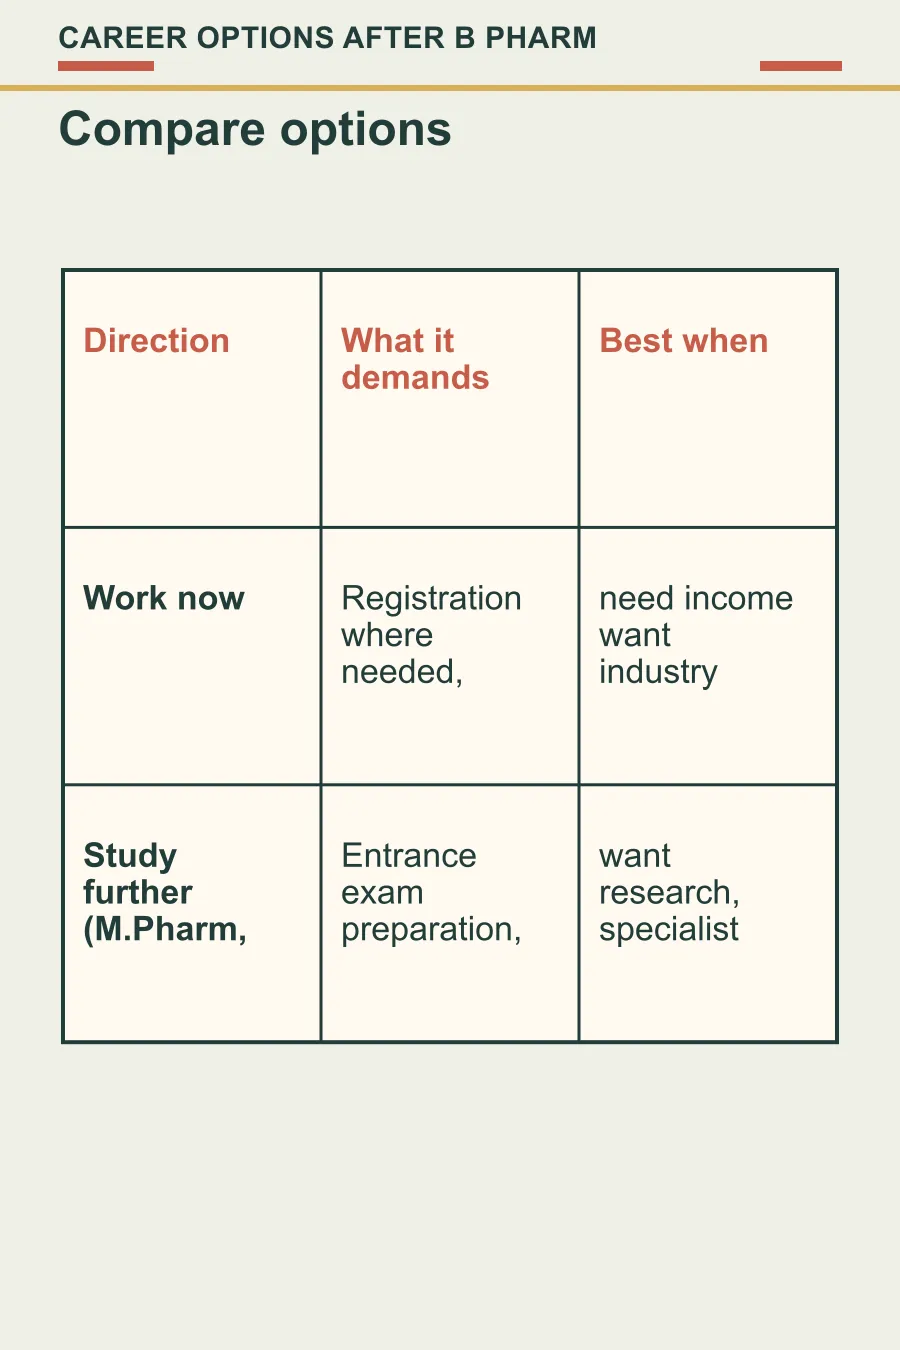 CAREER OPTIONS AFTER B PHARM
Compare options
Direction
What it
demands
Best when
Work now
Registration
where
needed,
need income
want
industry
Study
further
(M.Pharm,
Entrance
exam
preparation,
want
research,
specialist